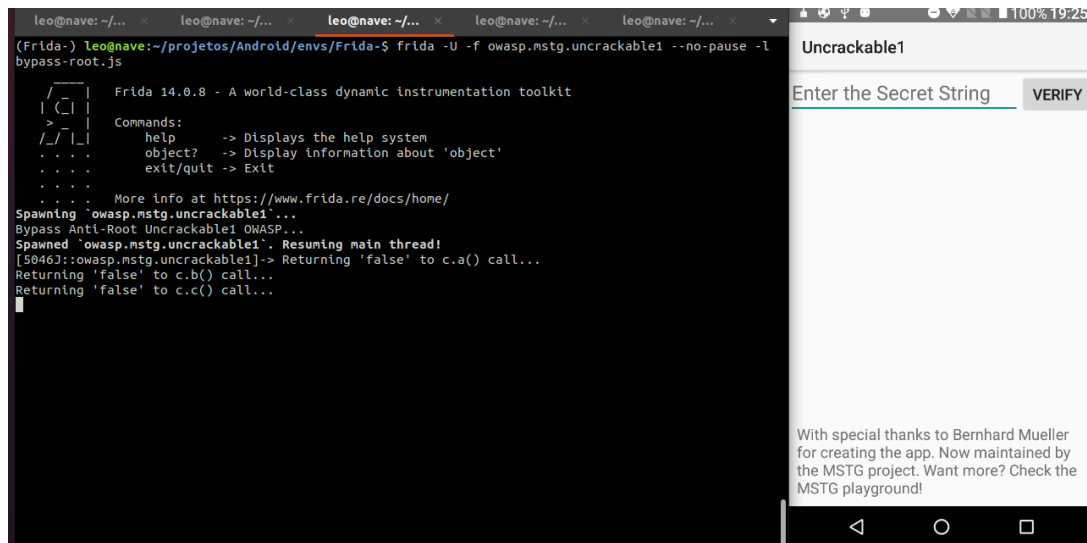 leo@nave: ~/... × leo@nave: ~/... × leo@nave: ~/... × leo@nave: ~/... × leo@nave: ~/... ×
(Frida-) leo@nave:~/projetos/Android/envs/Frida-$ frida -U -f owasp.mstg.uncrackable1 --no-pause -l
bypass-root.js
     ____
    / _  |   Frida 14.0.8 - A world-class dynamic instrumentation toolkit
   | (_| |
    > _  |   Commands:
   /_/ |_|       help      -> Displays the help system
   . . . .       object?   -> Display information about 'object'
   . . . .       exit/quit -> Exit
   . . . .
   . . . .   More info at https://www.frida.re/docs/home/
Spawning `owasp.mstg.uncrackable1`...
Bypass Anti-Root Uncrackable1 OWASP...
Spawned `owasp.mstg.uncrackable1`. Resuming main thread!
[5046J::owasp.mstg.uncrackable1]-> Returning 'false' to c.a() call...
Returning 'false' to c.b() call...
Returning 'false' to c.c() call...
100% 19:25
Uncrackable1
Enter the Secret String VERIFY
With special thanks to Bernhard Mueller
for creating the app. Now maintained by
the MSTG project. Want more? Check the
MSTG playground!